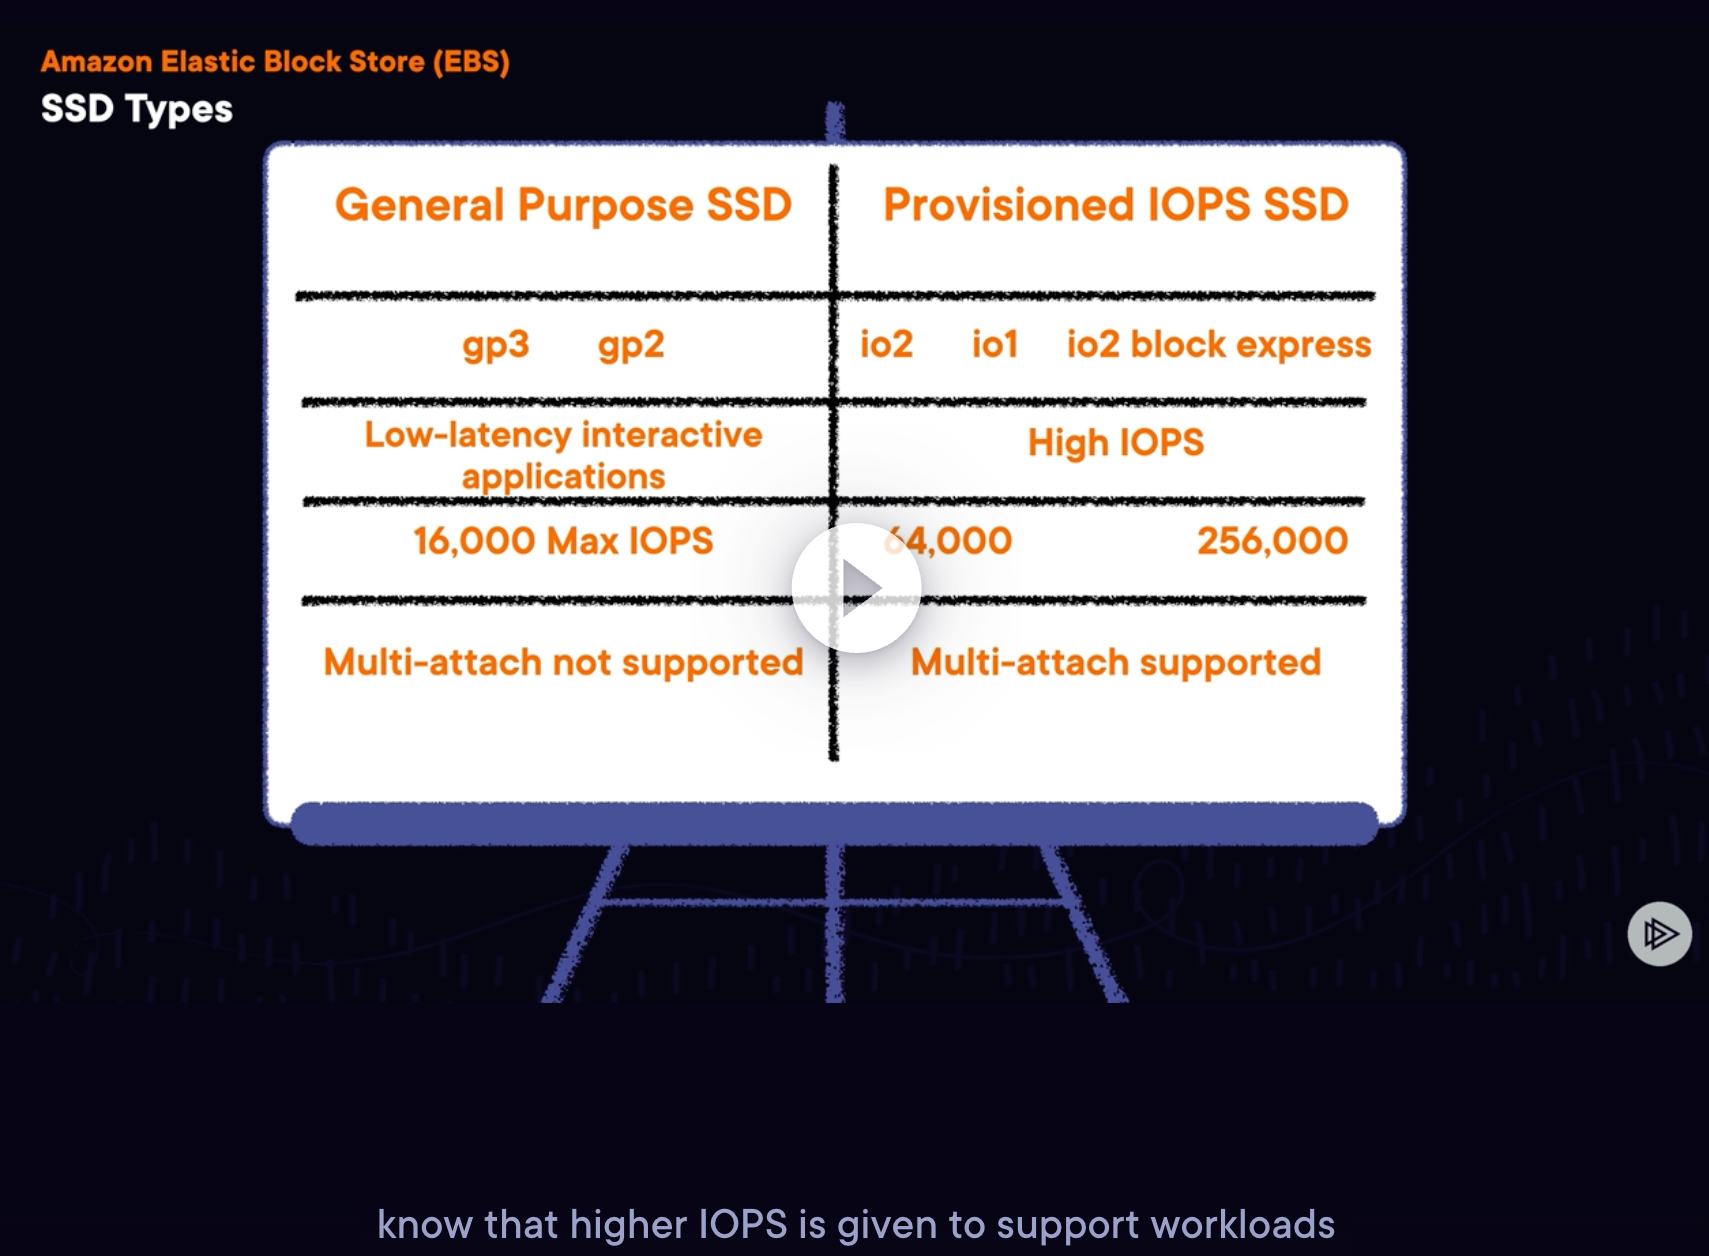 Amazon Elastic Block Store (EBS)
SSD Types
General Purpose SSD
Provisioned IOPS SSD
gp3 gp2
io2 io1 io2 block express
Low-latency interactive
applications
High IOPS
16,000 Max IOPS
64,000 256,000
Multi-attach not supported
Multi-attach supported
know that higher IOPS is given to support workloads